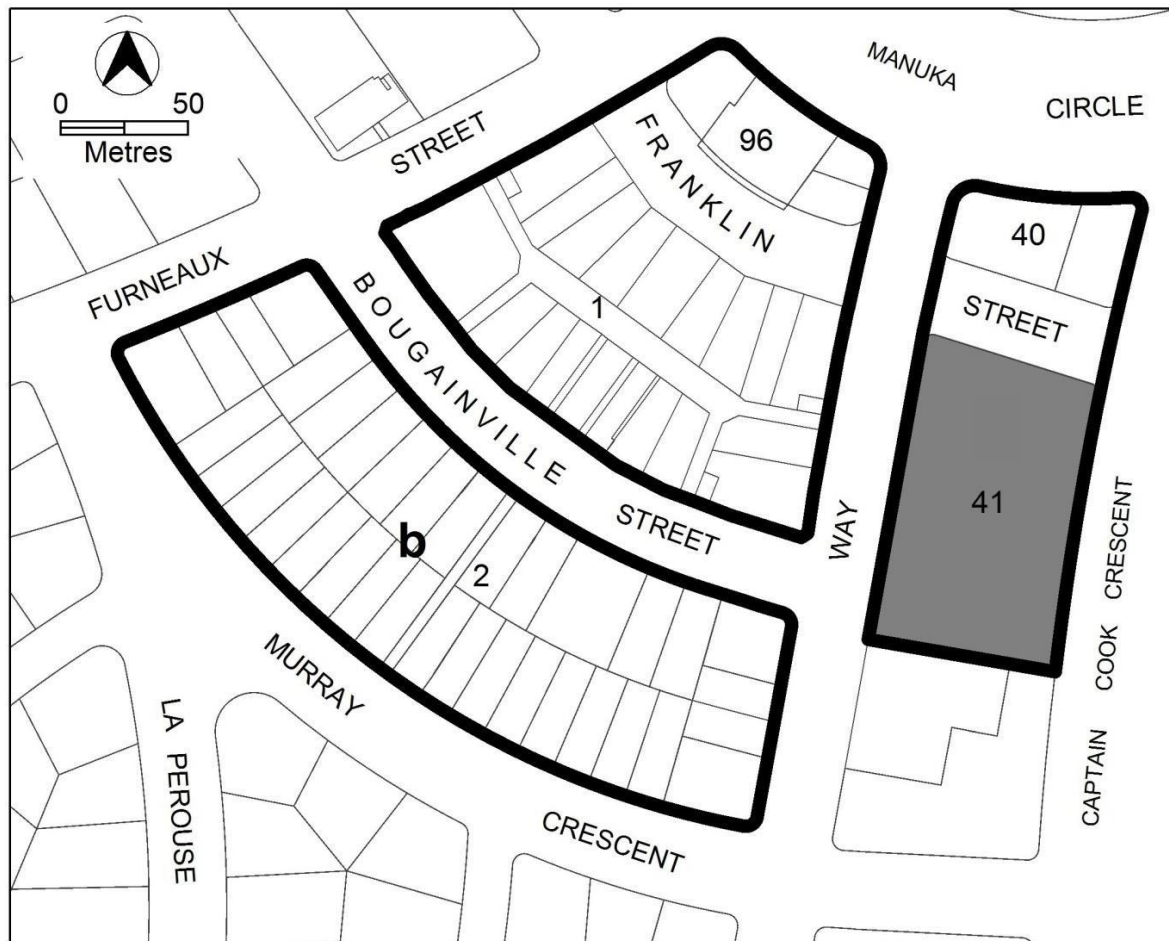 MANUKA
CIRCLE
0 50
Metres
STREET
FRANKLIN
96
40
STREET
FURNEAUX
BOUGAINVILLE
1
41
STREET
WAY
b
2
CAPTAIN COOK CRESCENT
MURRAY
LA PEROUSE
CRESCENT